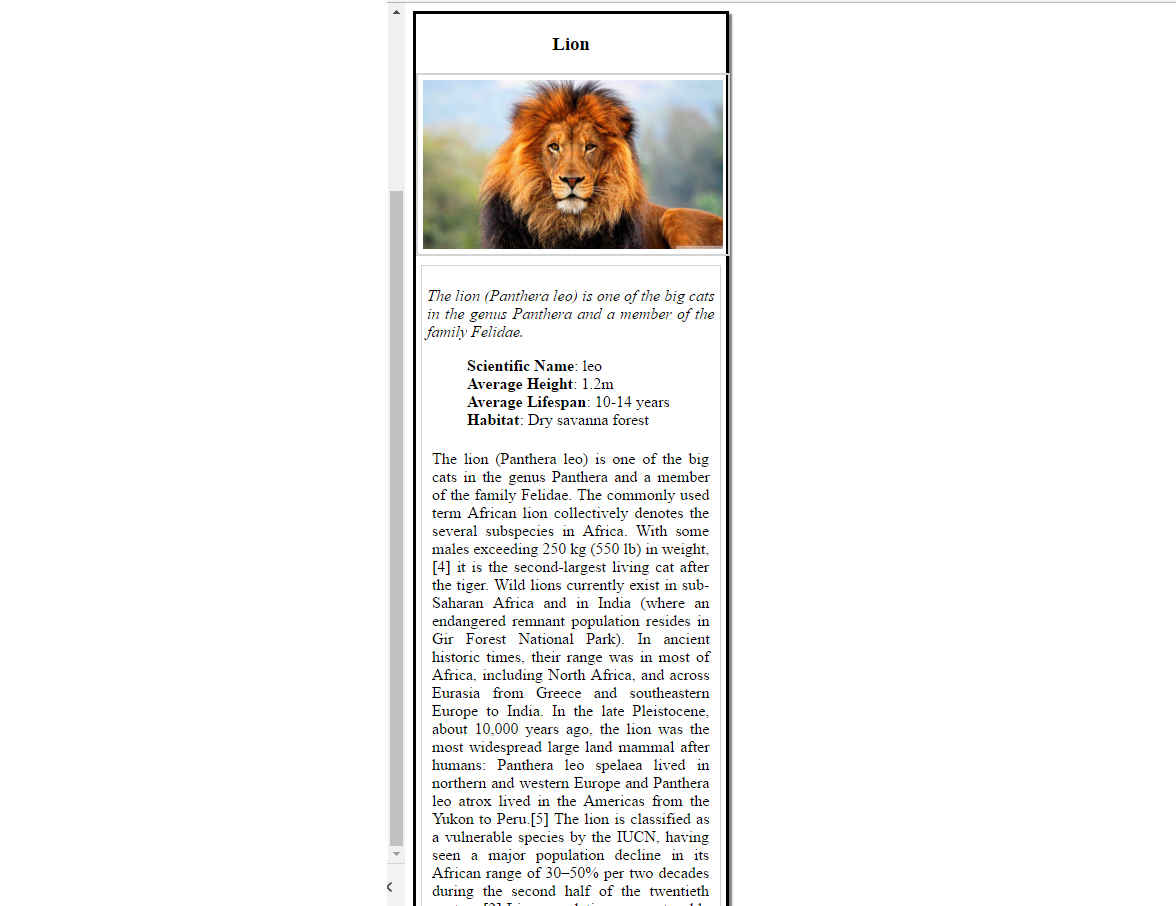 Lion
The lion (Panthera leo) is one of the big cats
in the genus Panthera and a member of the
family Felidae.
Scientific Name: leo
Average Height: 1.2m
Average Lifespan: 10-14 years
Habitat: Dry savanna forest
The lion (Panthera leo) is one of the big
cats in the genus Panthera and a member
of the family Felidae. The commonly used
term African lion collectively denotes the
several subspecies in Africa. With some
males exceeding 250 kg (550 lb) in weight,
[4] it is the second-largest living cat after
the tiger. Wild lions currently exist in sub-
Saharan Africa and in India (where an
endangered remnant population resides in
Gir Forest National Park). In ancient
historic times, their range was in most of
Africa, including North Africa, and across
Eurasia from Greece and southeastern
Europe to India. In the late Pleistocene,
about 10,000 years ago, the lion was the
most widespread large land mammal after
humans: Panthera leo spelaea lived in
northern and western Europe and Panthera
leo atrox lived in the Americas from the
Yukon to Peru.[5] The lion is classified as
a vulnerable species by the IUCN, having
seen a major population decline in its
African range of 30–50% per two decades
during the second half of the twentieth